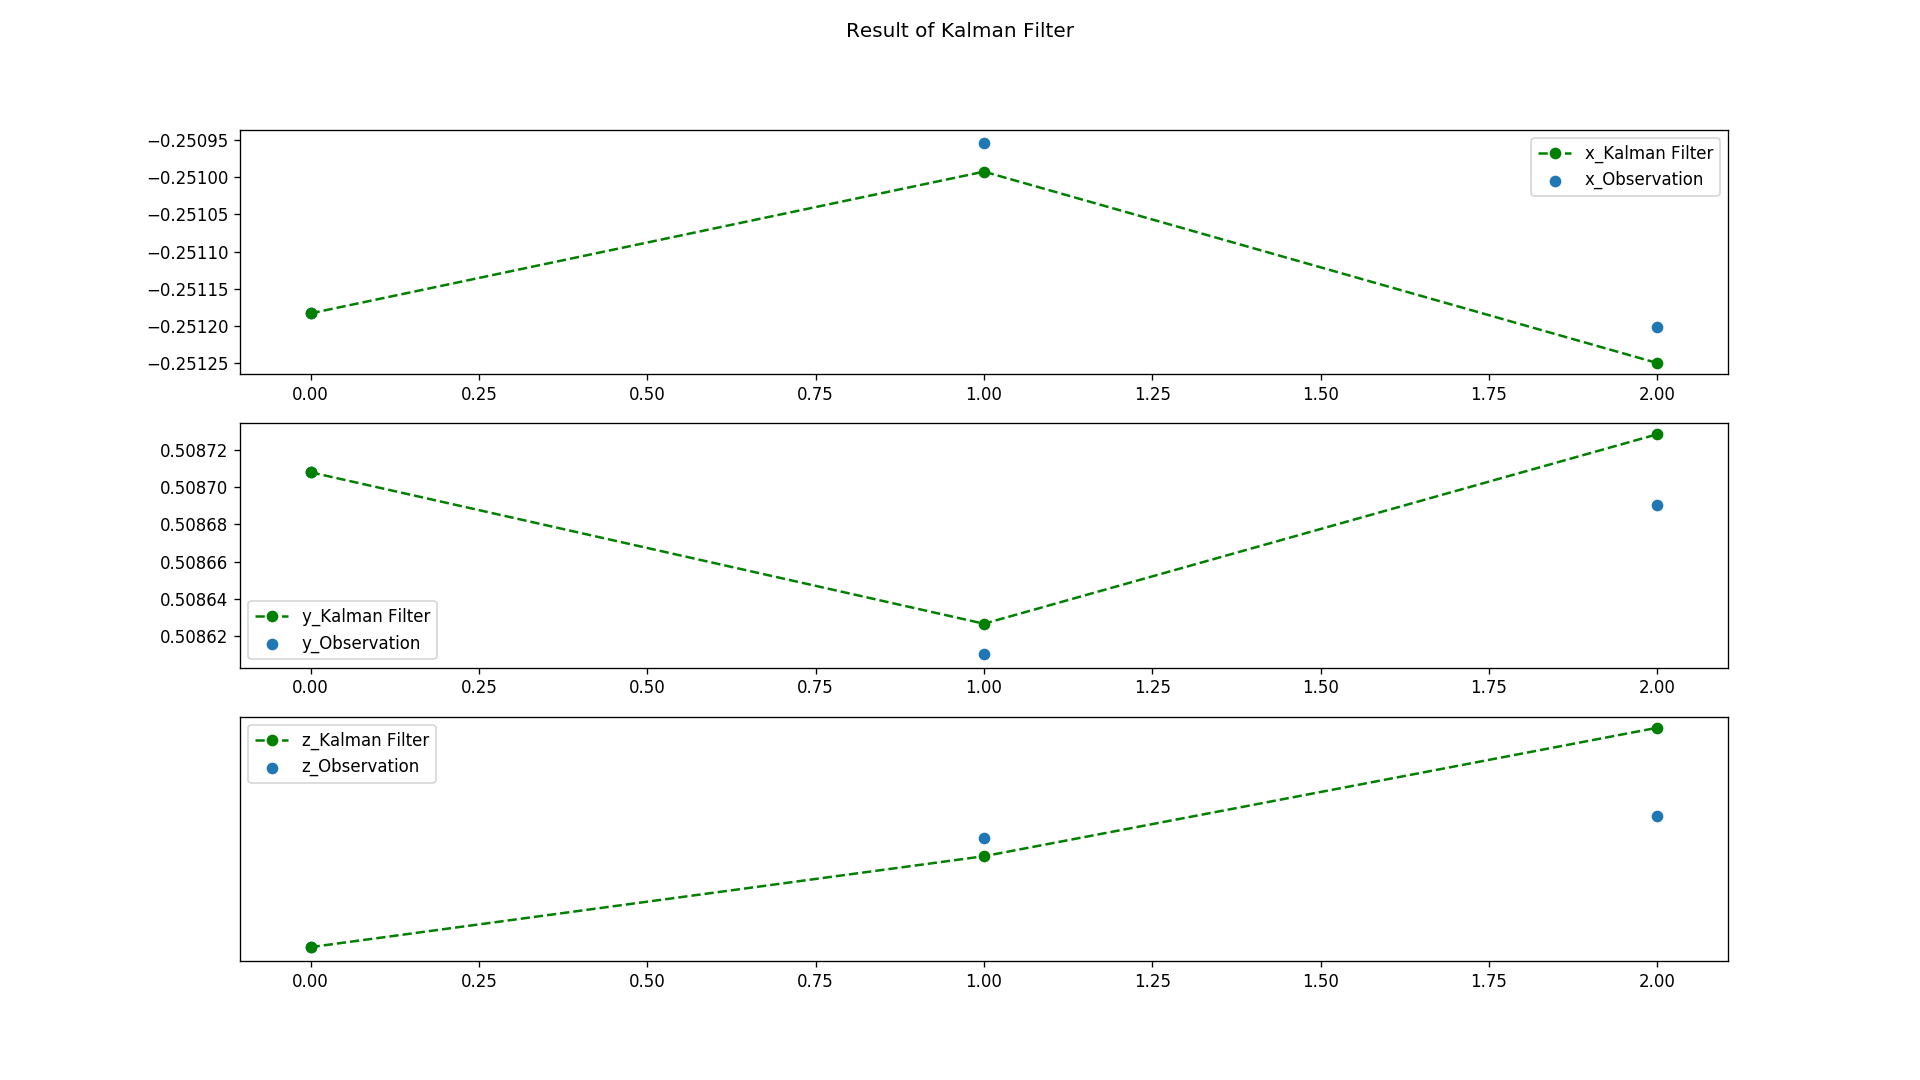 Result of Kalman Filter
−0.25095
−0.25100
−0.25105
−0.25110
−0.25115
−0.25120
−0.25125
x_Kalman Filter
x_Observation
0.00 0.25 0.50 0.75 1.00 1.25 1.50 1.75 2.00
0.50872
0.50870
0.50868
0.50866
0.50864
0.50862
y_Kalman Filter
y_Observation
0.00 0.25 0.50 0.75 1.00 1.25 1.50 1.75 2.00
z_Kalman Filter
z_Observation
0.00 0.25 0.50 0.75 1.00 1.25 1.50 1.75 2.00